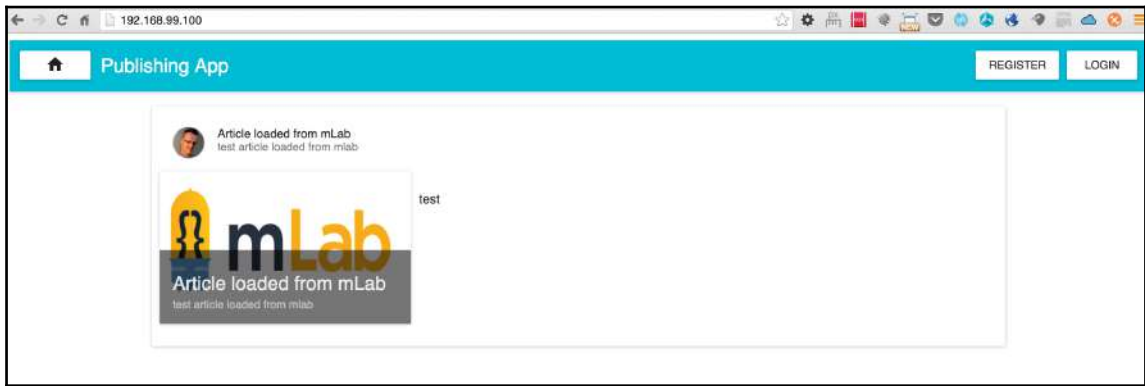 192.168.99.100
Publishing App
REGISTER
LOGIN
Article loaded from mLab
test article loaded from mlab
test
mLab
Article loaded from mLab
test article loaded from mlab